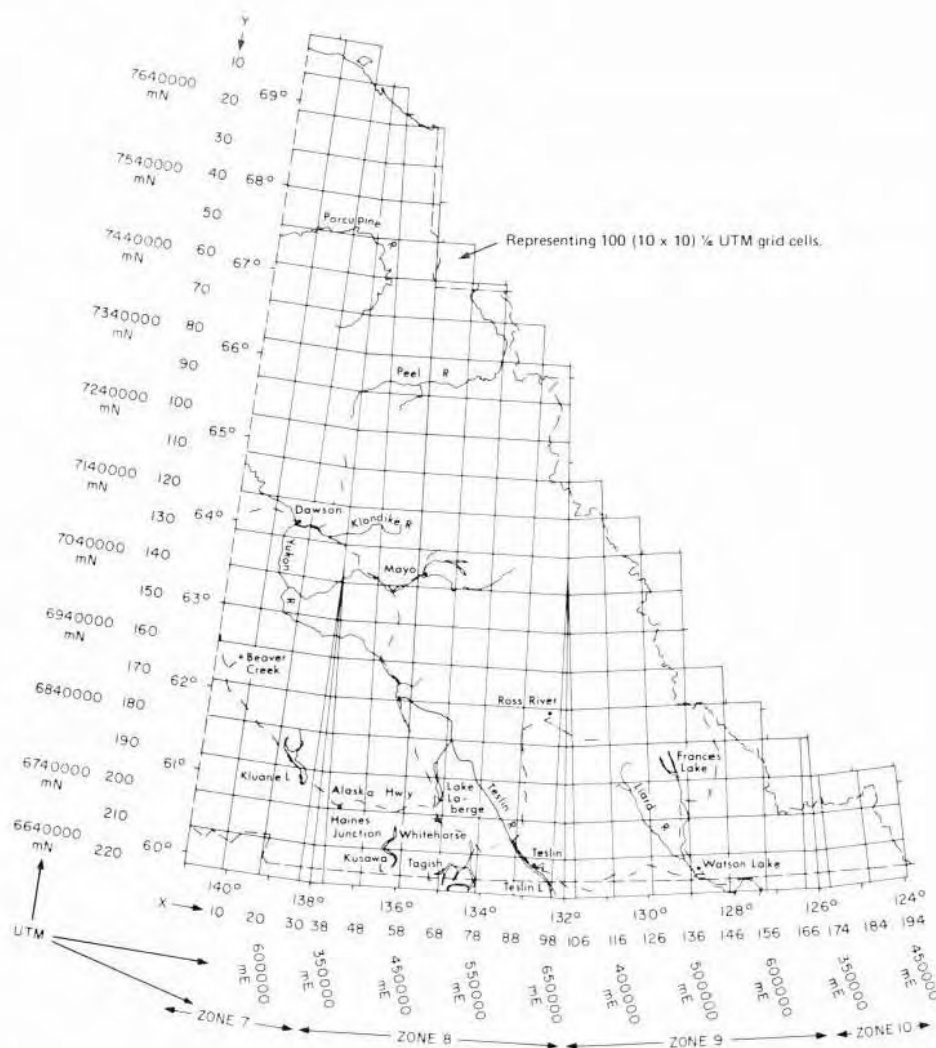 Y
10
7640000
mN
20
69°
30
7540000
mN
40
68°
50
Porcupine
R
7440000
mN
60
67°
Representing 100 (10 x 10) ¼ UTM grid cells.
70
7340000
mN
80
66°
90
Peel R
7240000
mN
100
65°
110
7140000
mN
120
130
64°
Dawson
Klondike R
7040000
mN
140
Yukon
R
Mayo
150
63°
6940000
mN
160
170
Beaver
Creek
62°
6840000
180
mN
Ross River
190
61°
6740000
mN
200
Kluane L
Alaska Hwy
Lake
La-
berge
Teslin R
Liard R
Frances
Lake
210
Haines
Junction
Whitehorse
6640000
mN
220
60°
Kusawa
L
Tagish
Teslin
Teslin L
Watson Lake
140° 138° 136° 134° 132° 130° 128° 126° 124°
X 10 20 30 38 48 58 68 78 88 98 106 116 126 136 146 156 166 174 184 194
UTM
600000
mE
350000
mE
450000
mE
550000
mE
650000
mE
400000
mE
500000
mE
600000
mE
350000
mE
450000
mE
ZONE 7 ZONE 8 ZONE 9 ZONE 10